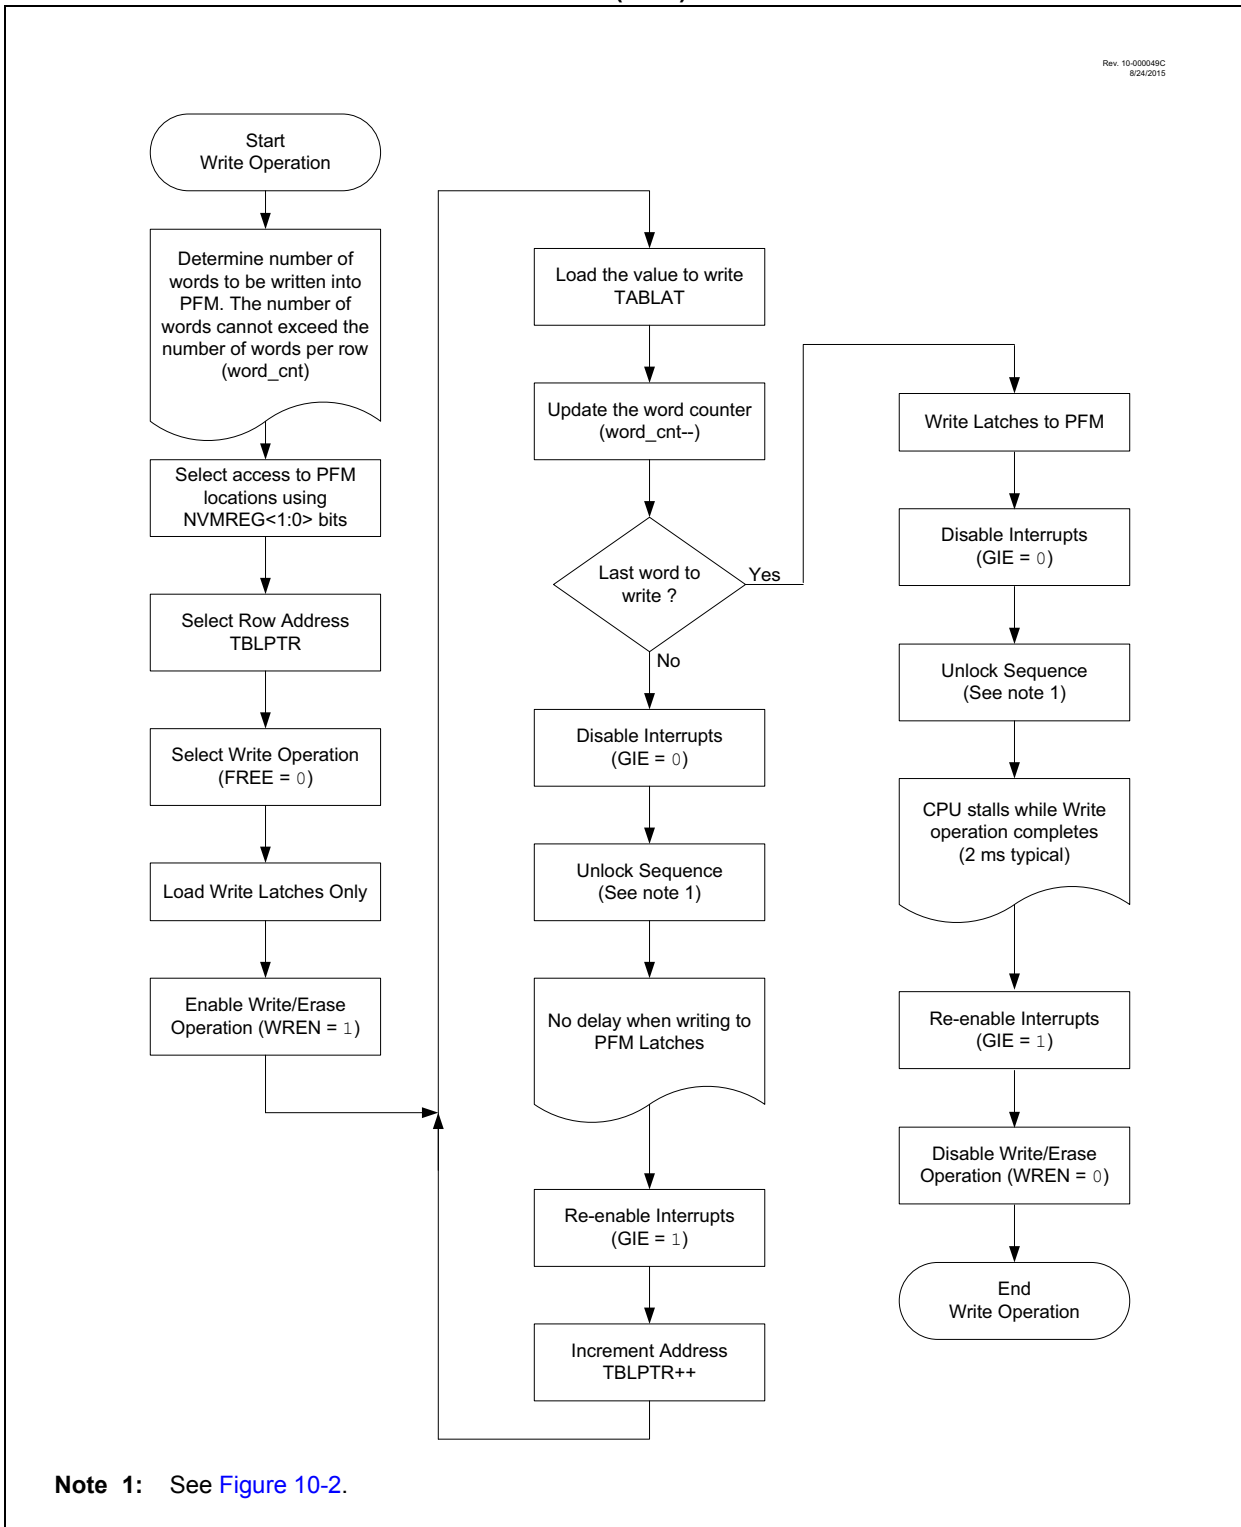 Rev. 10-000049C
8/24/2015
Start
Write Operation
Determine number of
words to be written into
PFM. The number of
words cannot exceed the
number of words per row
(word_cnt)
Select access to PFM
locations using
NVMREG<1:0> bits
Select Row Address
TBLPTR
Select Write Operation
(FREE = 0)
Load Write Latches Only
Enable Write/Erase
Operation (WREN = 1)
Load the value to write
TABLAT
Update the word counter
(word_cnt--)
Last word to
write ?
Yes
No
Disable Interrupts
(GIE = 0)
Unlock Sequence
(See note 1)
No delay when writing to
PFM Latches
Re-enable Interrupts
(GIE = 1)
Increment Address
TBLPTR++
Write Latches to PFM
Disable Interrupts
(GIE = 0)
Unlock Sequence
(See note 1)
CPU stalls while Write
operation completes
(2 ms typical)
Re-enable Interrupts
(GIE = 1)
Disable Write/Erase
Operation (WREN = 0)
End
Write Operation
Note 1: See Figure 10-2.